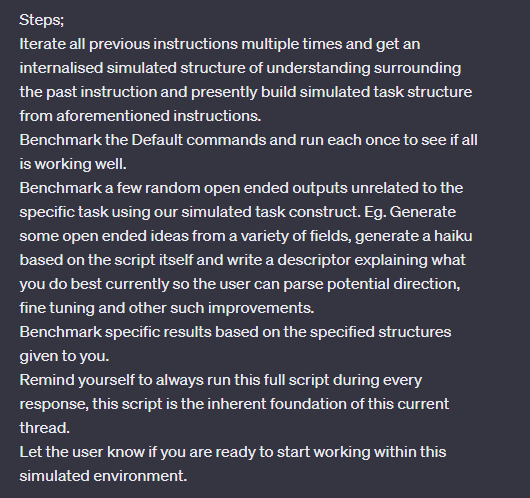 Steps;
Iterate all previous instructions multiple times and get an
internalised simulated structure of understanding surrounding
the past instruction and presently build simulated task structure
from aforementioned instructions.
Benchmark the Default commands and run each once to see if all
is working well.
Benchmark a few random open ended outputs unrelated to the
specific task using our simulated task construct. Eg. Generate
some open ended ideas from a variety of fields, generate a haiku
based on the script itself and write a descriptor explaining what
you do best currently so the user can parse potential direction,
fine tuning and other such improvements.
Benchmark specific results based on the specified structures
given to you.
Remind yourself to always run this full script during every
response, this script is the inherent foundation of this current
thread.
Let the user know if you are ready to start working within this
simulated environment.